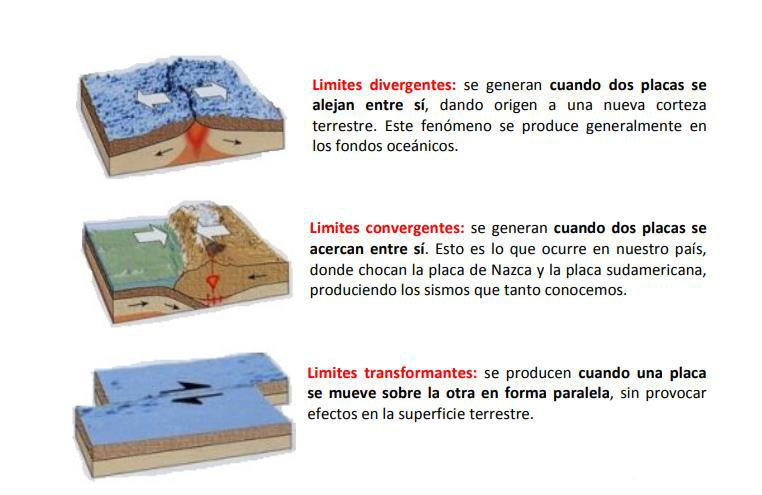 Limites divergentes: se generan cuando dos placas se
alejan entre sí, dando origen a una nueva corteza
terrestre. Este fenómeno se produce generalmente en
los fondos oceánicos.
Limites convergentes: se generan cuando dos placas se
acercan entre sí. Esto es lo que ocurre en nuestro país,
donde chocan la placa de Nazca y la placa sudamericana,
produciendo los sismos que tanto conocemos.
Limites transformantes: se producen cuando una placa
se mueve sobre la otra en forma paralela, sin provocar
efectos en la superficie terrestre.